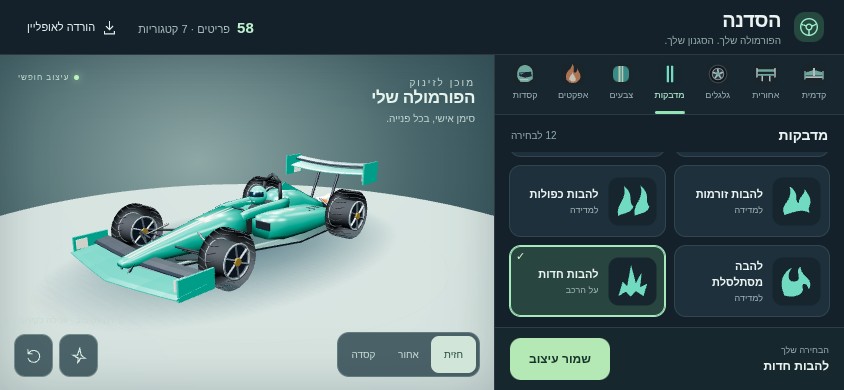 הסדנה
הפורמולה שלך. הסגנון שלך.
58 פריטים · 7 קטגוריות
הורדה לאופליין
קדמית
אחורית
גלגלים
מדבקות
צבעים
אפקטים
קסדות
מדבקות
12 לבחירה
להבות זורמות
למדידה
להבות כפולות
למדידה
להבה
מסתלסלת
למדידה
✓
להבות חדות
על הרכב
הבחירה שלך
להבות חדות
שמור עיצוב
מוכן לזינוק
הפורמולה שלי
סימן אישי, בכל פנייה.
עיצוב חופשי
חזית
אחור
קסדה